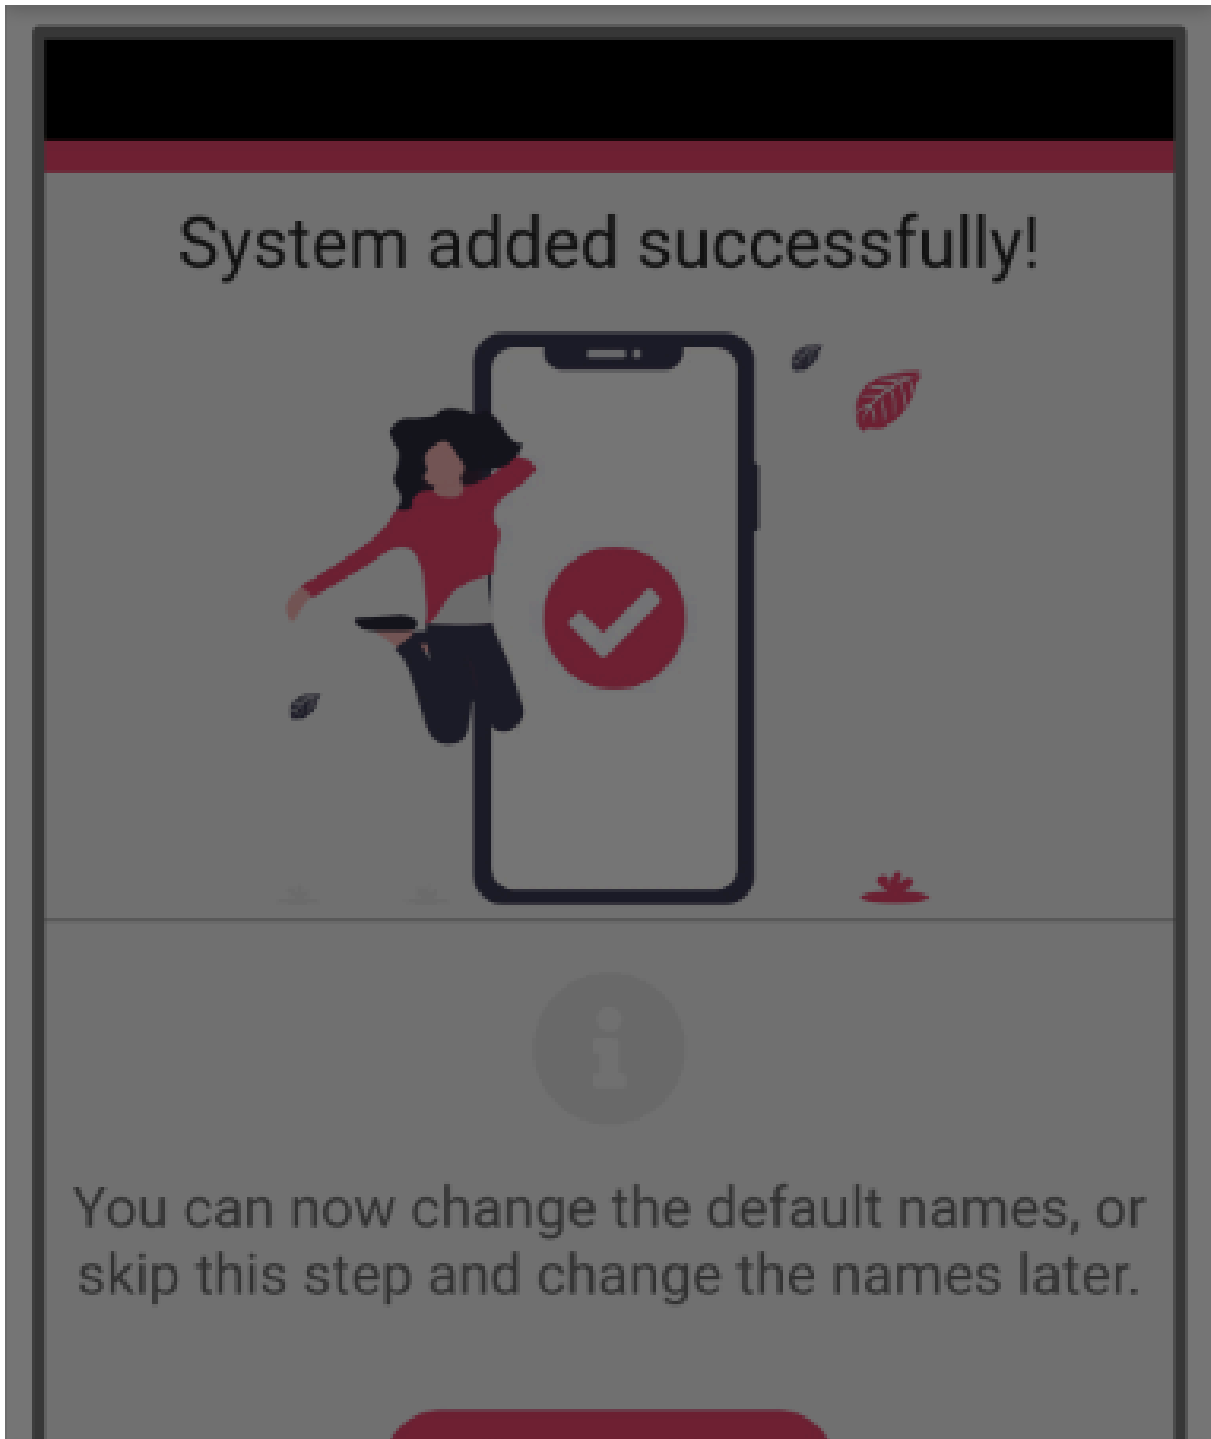 System added successfully!
You can now change the default names, or
skip this step and change the names later.